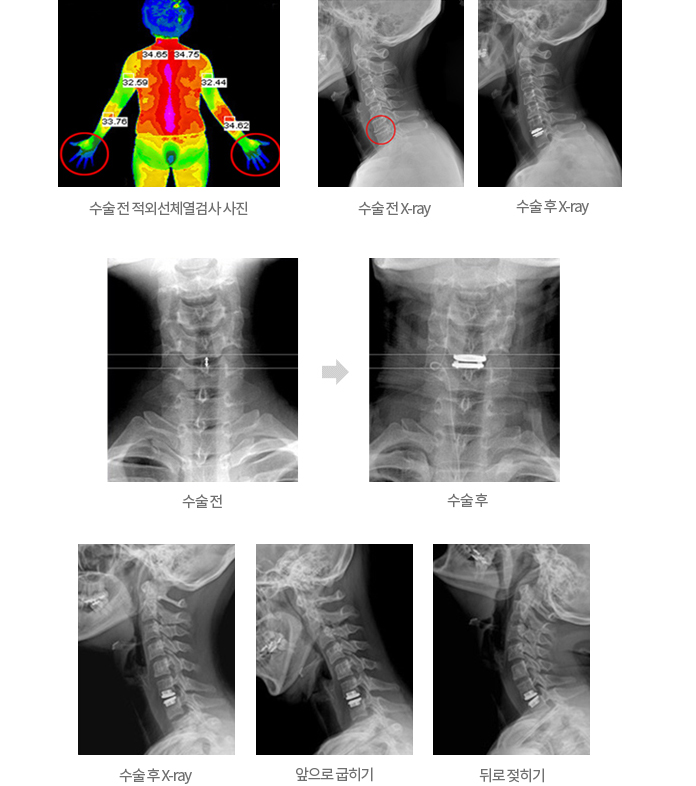 34.65 34.75
32.59 32.44
33.76 34.62
수술 전 적외선체열검사 사진
수술 전 X-ray
수술 후 X-ray
수술 전
수술 후
수술 후 X-ray
앞으로 굽히기
뒤로 젖히기